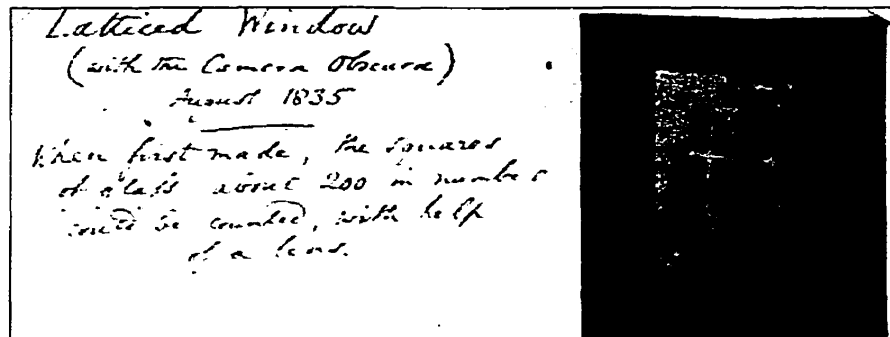 Latticed Window
(with the Camera Obscura)
August 1835
When first made, the squares
of glass about 200 in number
could be counted, with help
of a lens.